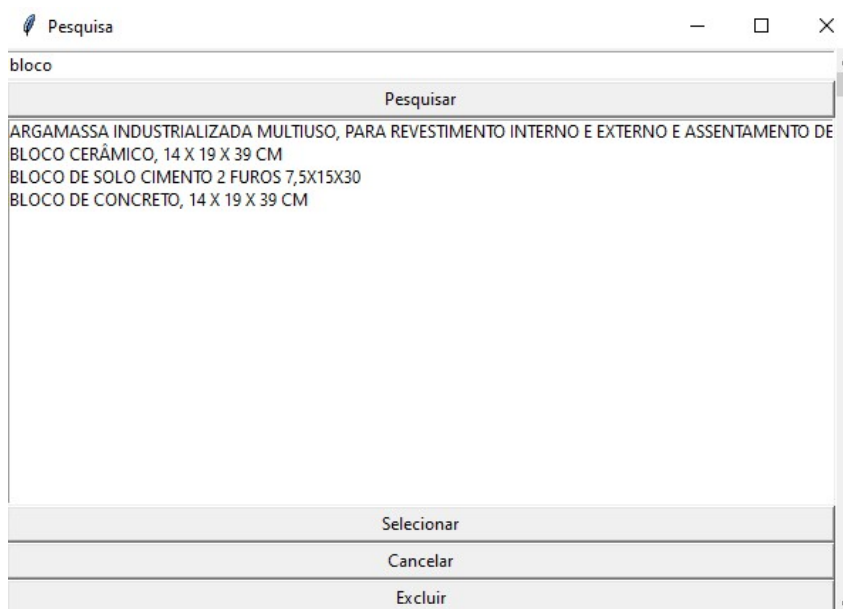 Pesquisa
bloco
Pesquisar
ARGAMASSA INDUSTRIALIZADA MULTIUSO, PARA REVESTIMENTO INTERNO E EXTERNO E ASSENTAMENTO DE
BLOCO CERÂMICO, 14 X 19 X 39 CM
BLOCO DE SOLO CIMENTO 2 FUROS 7,5X15X30
BLOCO DE CONCRETO, 14 X 19 X 39 CM
Selecionar
Cancelar
Excluir